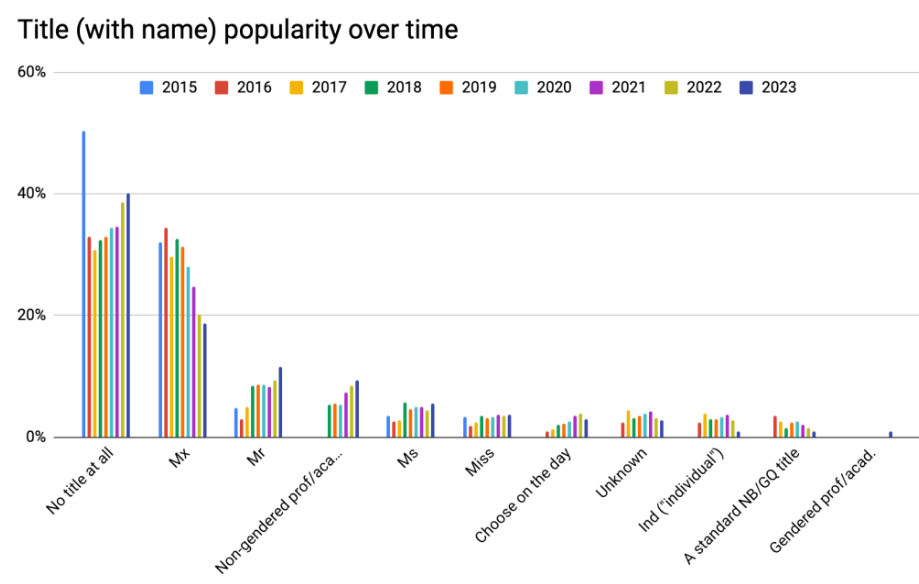 Title (with name) popularity over time
60%
2015 2016 2017 2018 2019 2020 2021 2022 2023
40%
20%
0%
No title at all
Mx
Mr
Non-gendered prof/aca...
Ms
Miss
Choose on the day
Unknown
Ind ("individual")
A standard NB/GQ title
Gendered prof/acad.